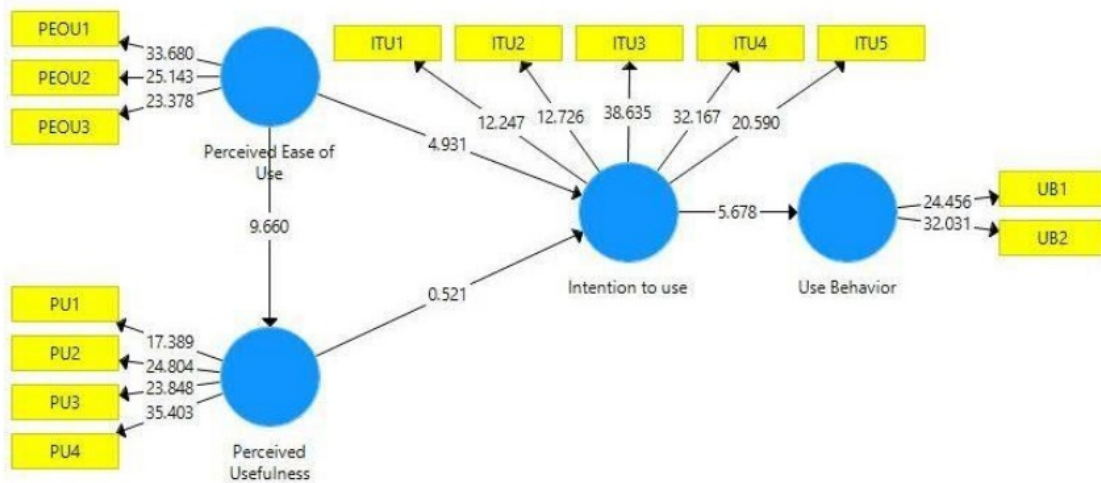 PEOU1
33.680
PEOU2
25.143
PEOU3
23.378
Perceived Ease of
Use
ITU1
ITU2
ITU3
ITU4
ITU5
12.247
12.726
38.635
32.167
20.590
4.931
9.660
0.521
Intention to use
5.678
Use Behavior
24.456
32.031
UB1
UB2
PU1
17.389
PU2
24.804
PU3
23.848
PU4
35.403
Perceived
Usefulness